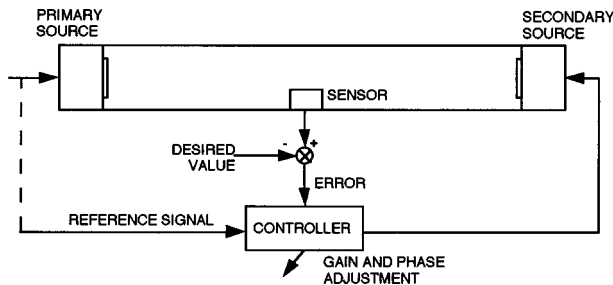 PRIMARY
SOURCE
SECONDARY
SOURCE
SENSOR
- +
DESIRED
VALUE
ERROR
REFERENCE SIGNAL
CONTROLLER
GAIN AND PHASE
ADJUSTMENT